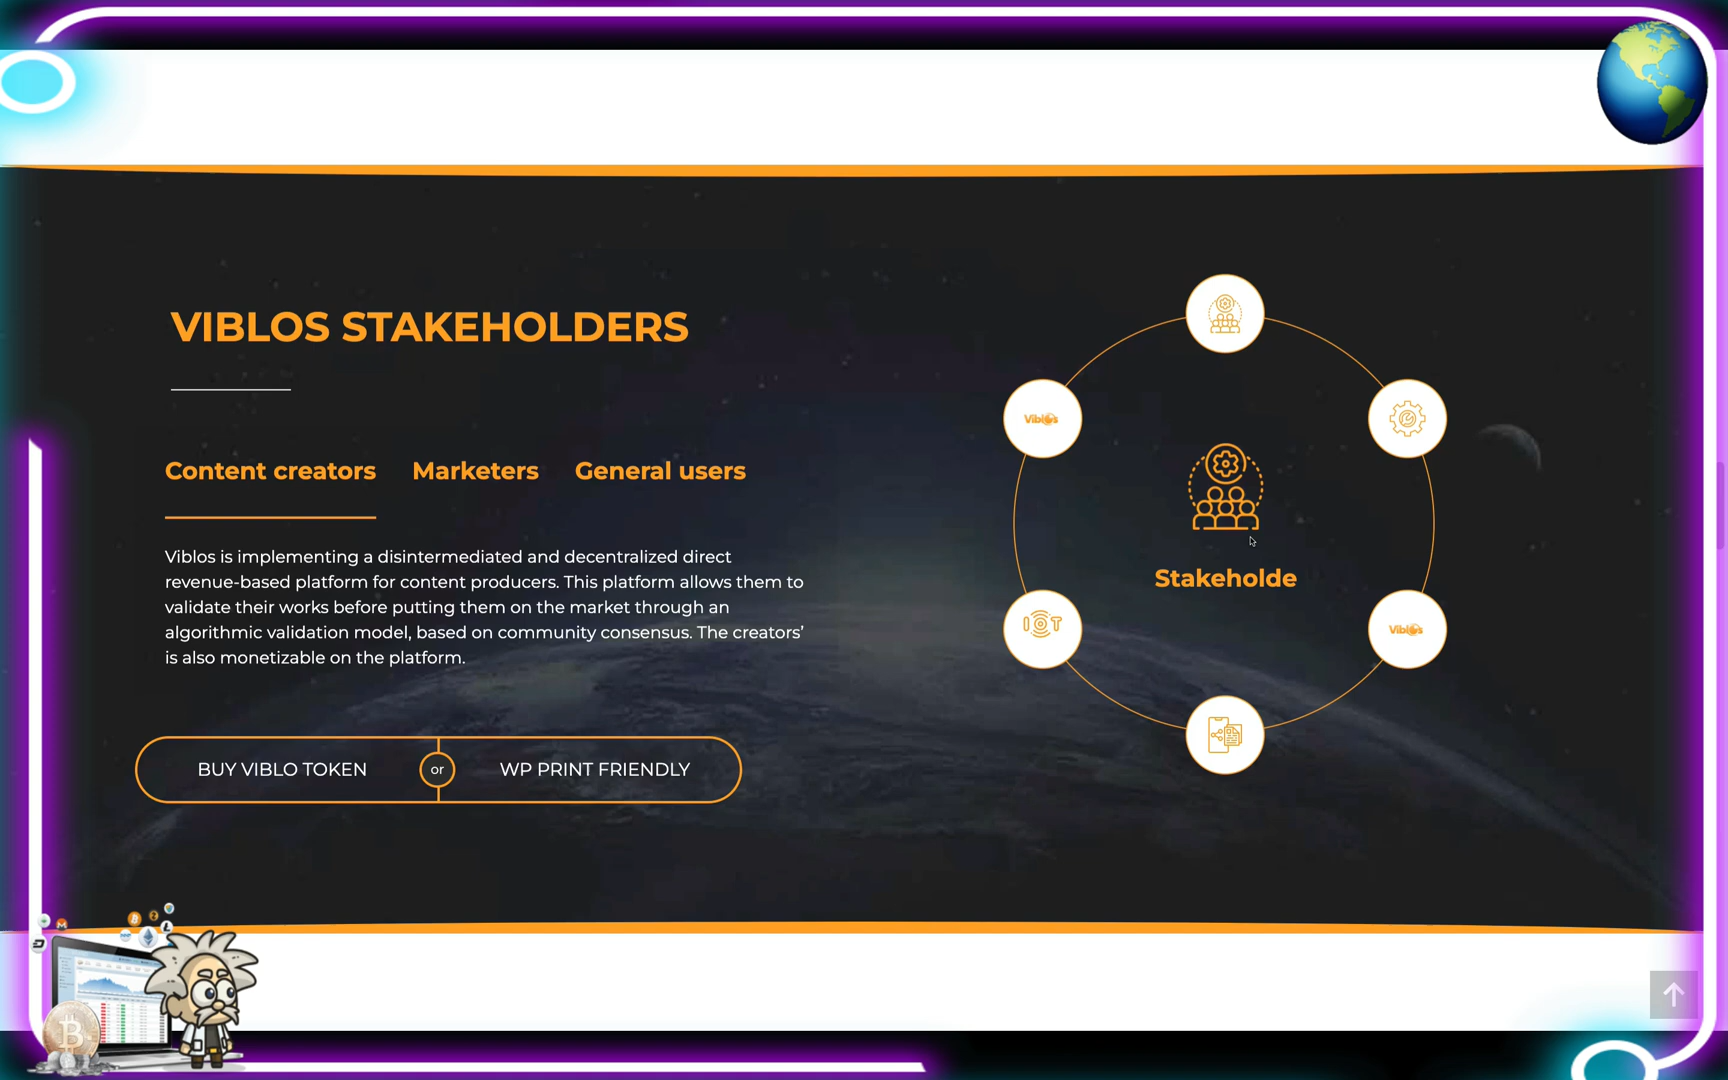 VIBLOS STAKEHOLDERS
Content creators Marketers General users
Viblos is implementing a disintermediated and decentralized direct
revenue-based platform for content producers. This platform allows them to
validate their works before putting them on the market through an
algorithmic validation model, based on community consensus. The creators’
is also monetizable on the platform.
BUY VIBLO TOKEN or WP PRINT FRIENDLY
Viblos
Stakeholde
IOT
Viblos